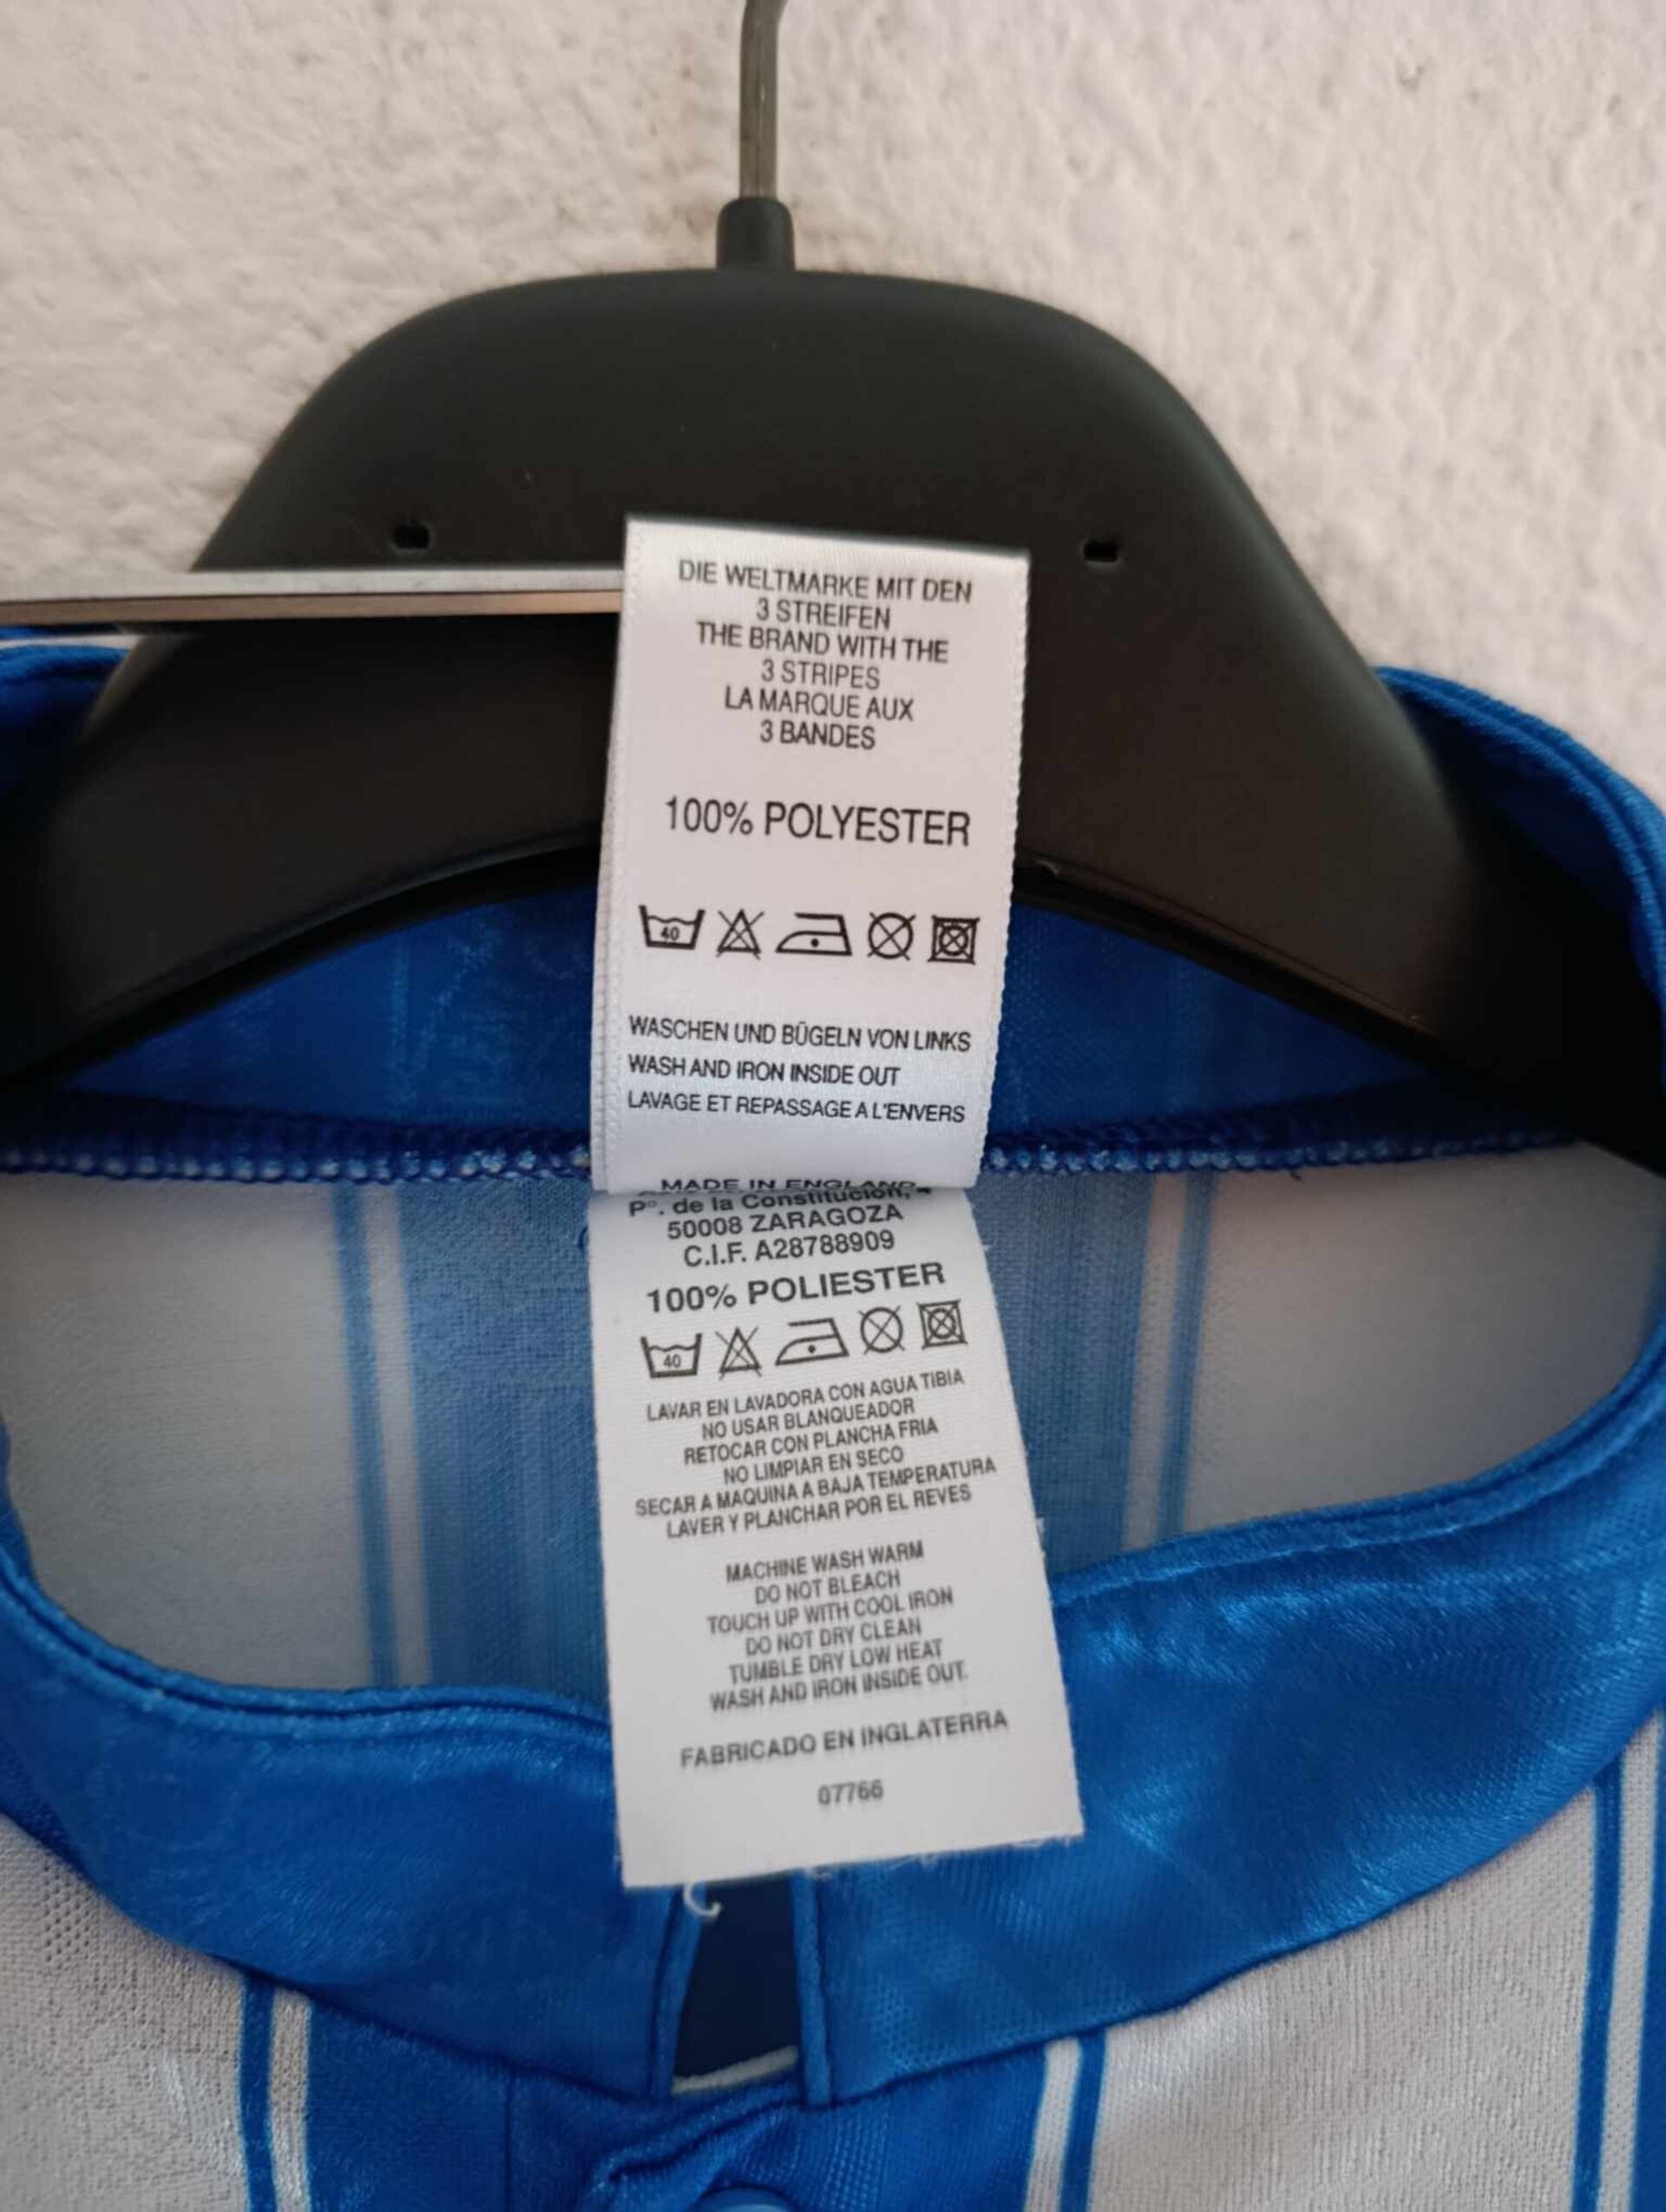 DIE WELTMARKE MIT DEN
3 STREIFEN
THE BRAND WITH THE
3 STRIPES
LA MARQUE AUX
3 BANDES
100% POLYESTER
40
WASCHEN UND BÜGELN VON LINKS
WASH AND IRON INSIDE OUT
LAVAGE ET REPASSAGE A L'ENVERS
MADE IN ENGLAND
Pº. de la Constitución, 4
50008 ZARAGOZA
C.I.F. A28788909
100% POLIESTER
40
LAVAR EN LAVADORA CON AGUA TIBIA
NO USAR BLANQUEADOR
RETOCAR CON PLANCHA FRIA
NO LIMPIAR EN SECO
SECAR A MAQUINA A BAJA TEMPERATURA
LAVER Y PLANCHAR POR EL REVES
MACHINE WASH WARM
DO NOT BLEACH
TOUCH UP WITH COOL IRON
DO NOT DRY CLEAN
TUMBLE DRY LOW HEAT
WASH AND IRON INSIDE OUT.
FABRICADO EN INGLATERRA
07766